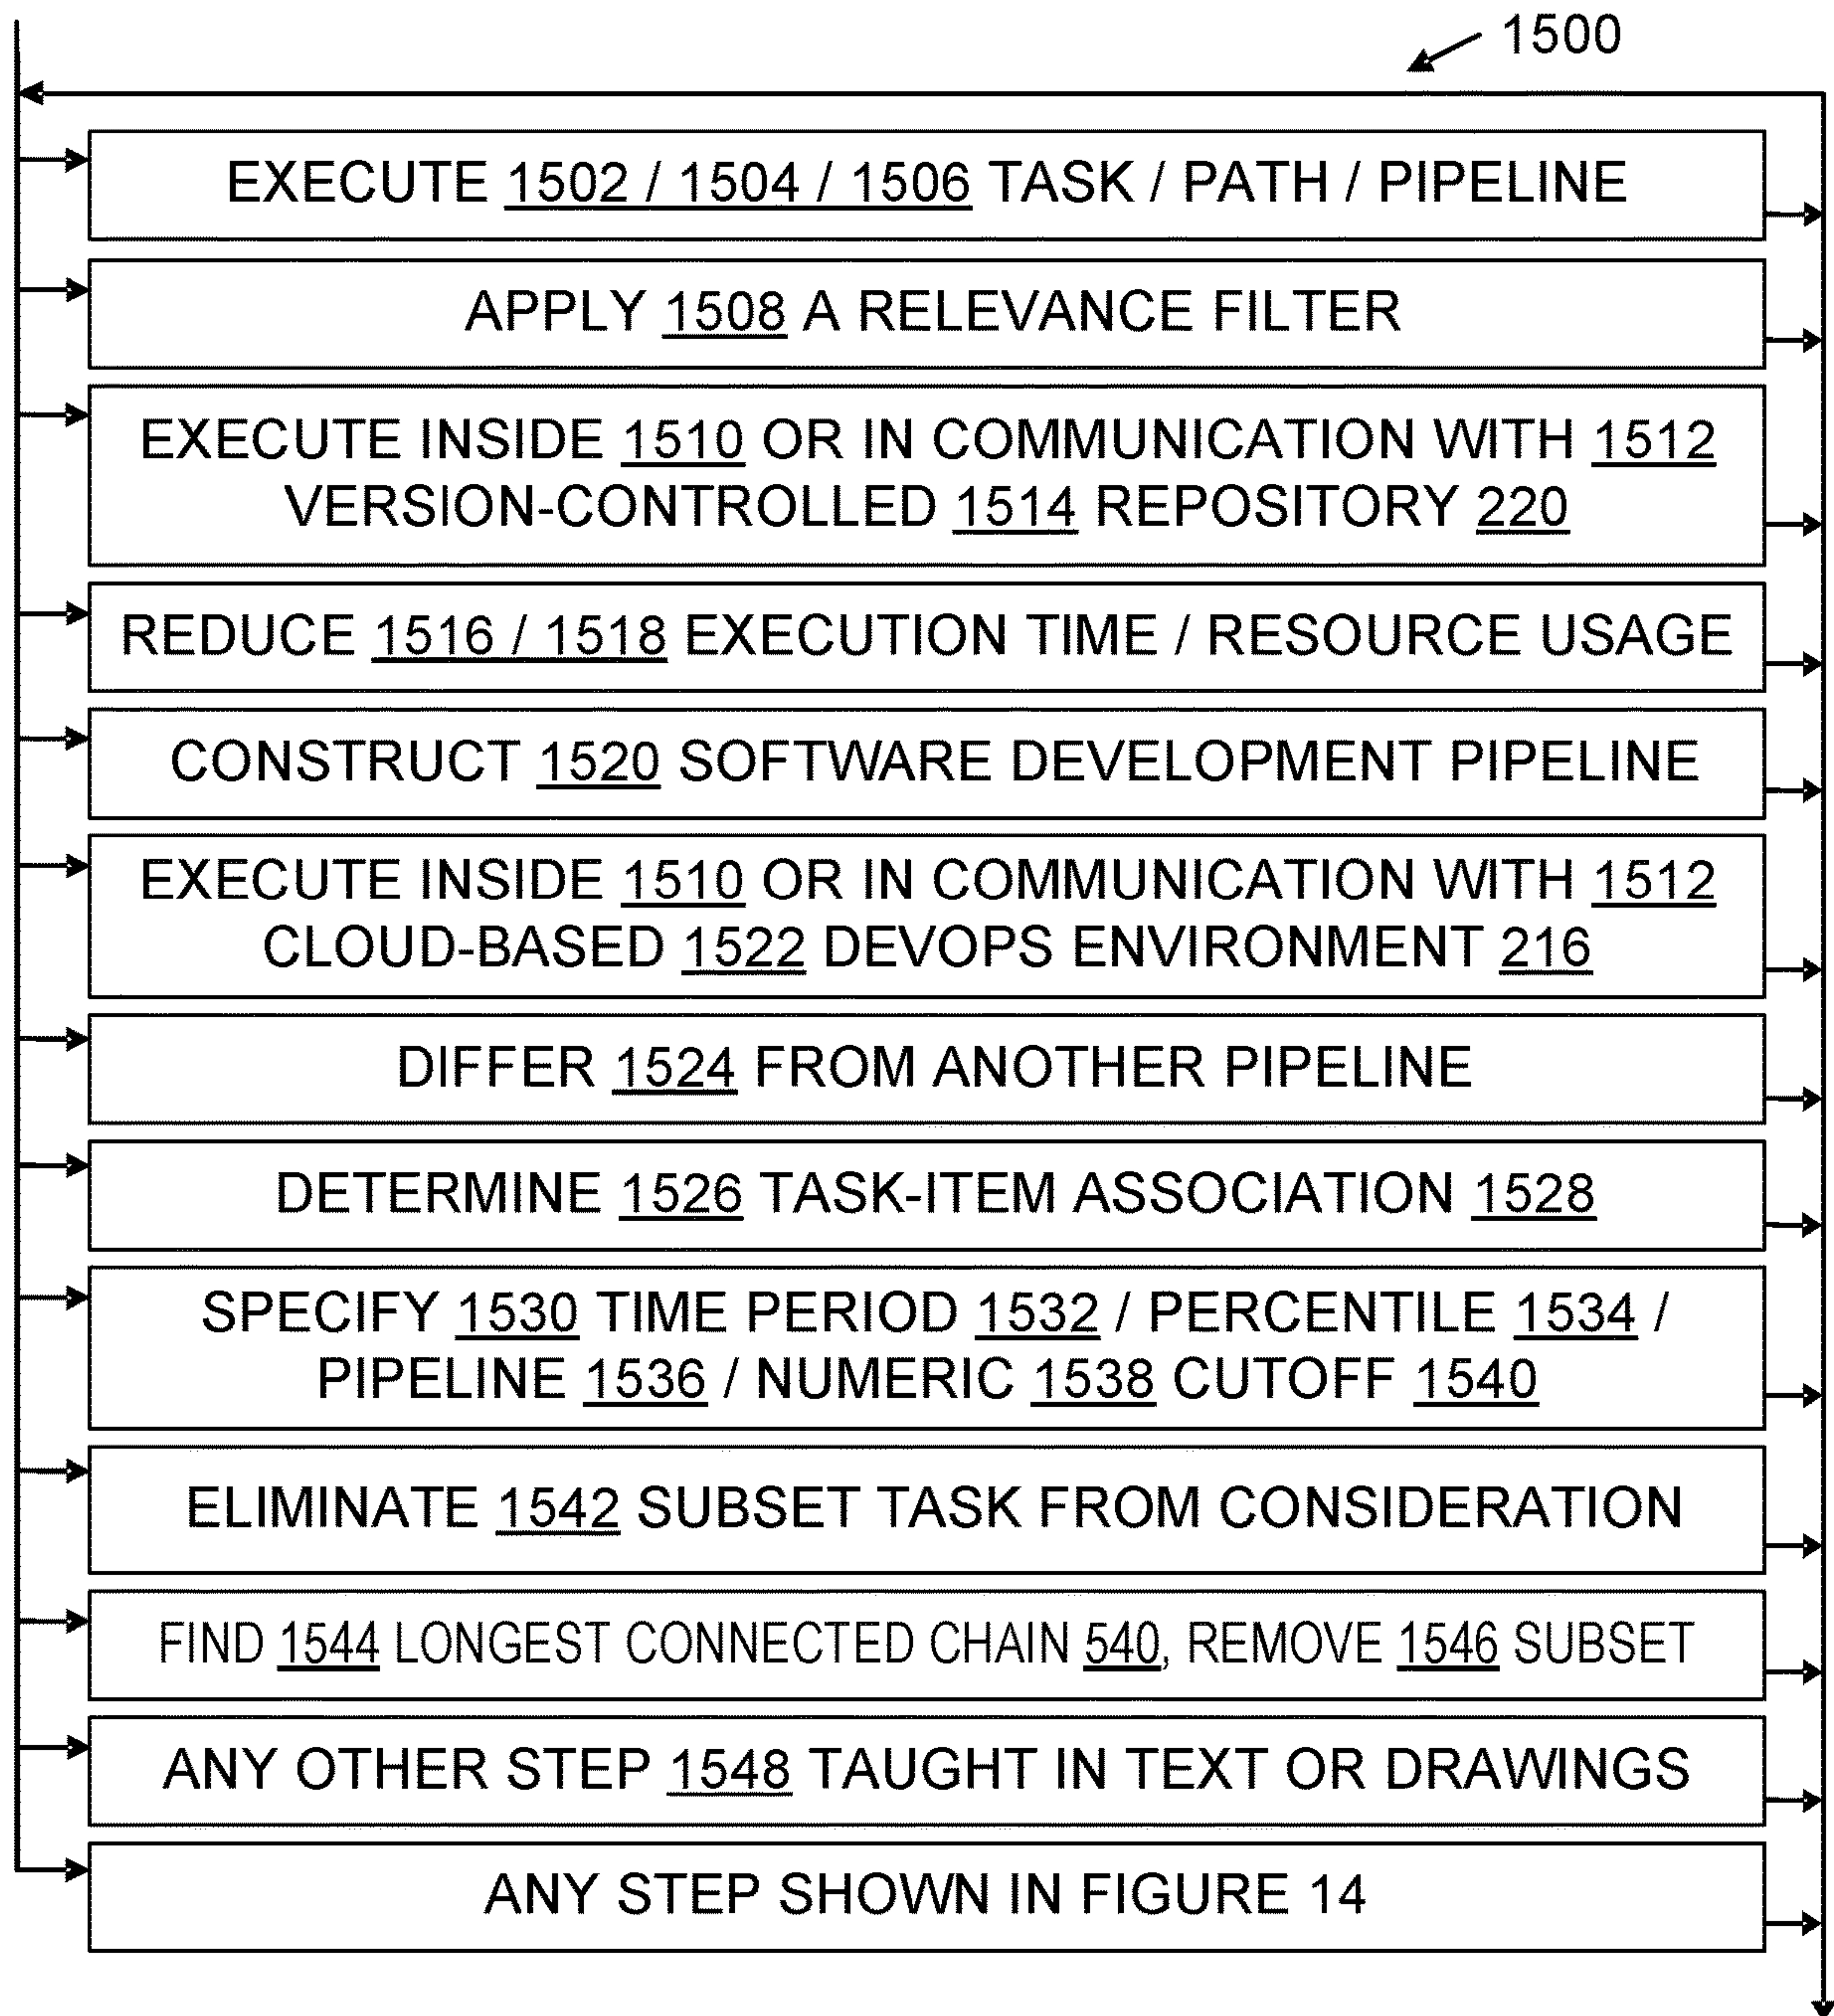 1500
EXECUTE 1502 / 1504 / 1506 TASK / PATH / PIPELINE
APPLY 1508 A RELEVANCE FILTER
EXECUTE INSIDE 1510 OR IN COMMUNICATION WITH 1512
VERSION-CONTROLLED 1514 REPOSITORY 220
REDUCE 1516 / 1518 EXECUTION TIME / RESOURCE USAGE
CONSTRUCT 1520 SOFTWARE DEVELOPMENT PIPELINE
EXECUTE INSIDE 1510 OR IN COMMUNICATION WITH 1512
CLOUD-BASED 1522 DEVOPS ENVIRONMENT 216
DIFFER 1524 FROM ANOTHER PIPELINE
DETERMINE 1526 TASK-ITEM ASSOCIATION 1528
SPECIFY 1530 TIME PERIOD 1532 / PERCENTILE 1534 /
PIPELINE 1536 / NUMERIC 1538 CUTOFF 1540
ELIMINATE 1542 SUBSET TASK FROM CONSIDERATION
FIND 1544 LONGEST CONNECTED CHAIN 540, REMOVE 1546 SUBSET
ANY OTHER STEP 1548 TAUGHT IN TEXT OR DRAWINGS
ANY STEP SHOWN IN FIGURE 14